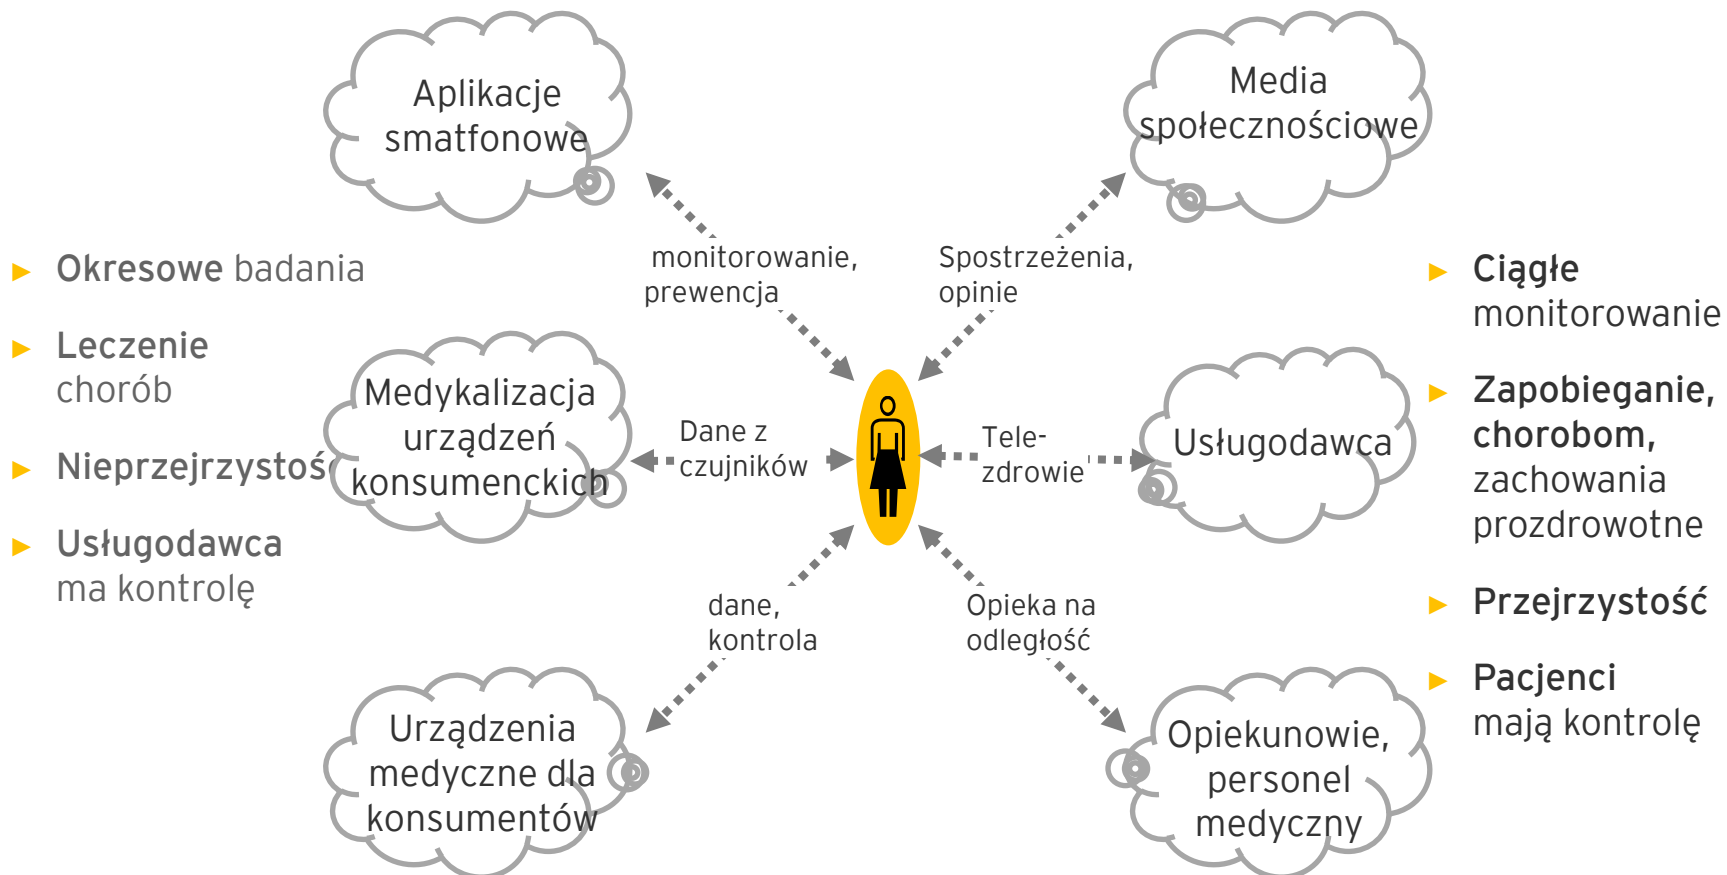 Aplikacje
smatfonowe
Media
społecznościowe
monitorowanie,
prewencja
Spostrzeżenia,
opinie
Okresowe badania
Leczenie
chorób
Nieprzejrzystość
Usługodawca
ma kontrolę
Medykalizacja
urządzeń
konsumenckich
Dane z
czujników
Tele-
zdrowie
Usługodawca
Ciągłe
monitorowanie
Zapobieganie,
chorobom,
zachowania
prozdrowotne
Przejrzystość
Pacjenci
mają kontrolę
dane,
kontrola
Opieka na
odległość
Urządzenia
medyczne dla
konsumentów
Opiekunowie,
personel
medyczny